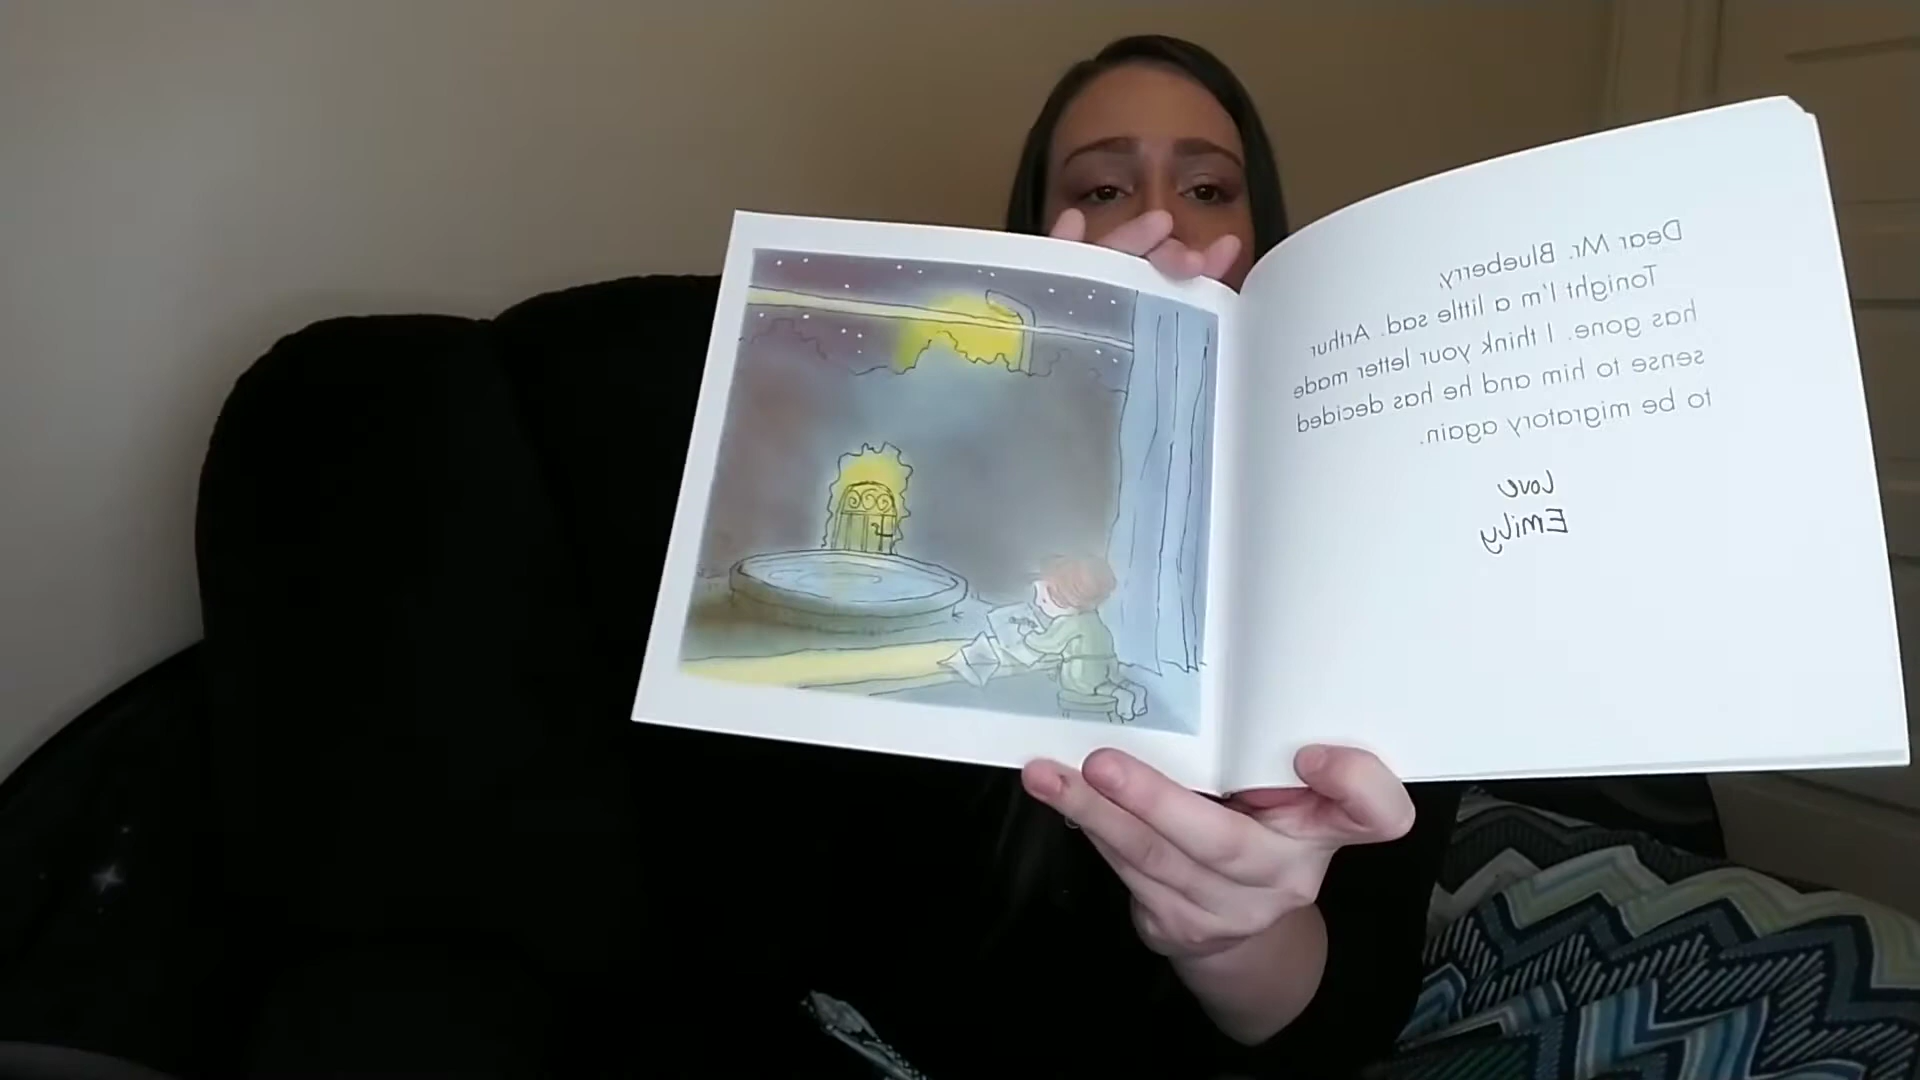 Dear Mr. Blueberry,
Tonight I'm a little sad. Arthur
has gone. I think your letter made
sense to him and he has decided
to be migratory again.
Love
Emily